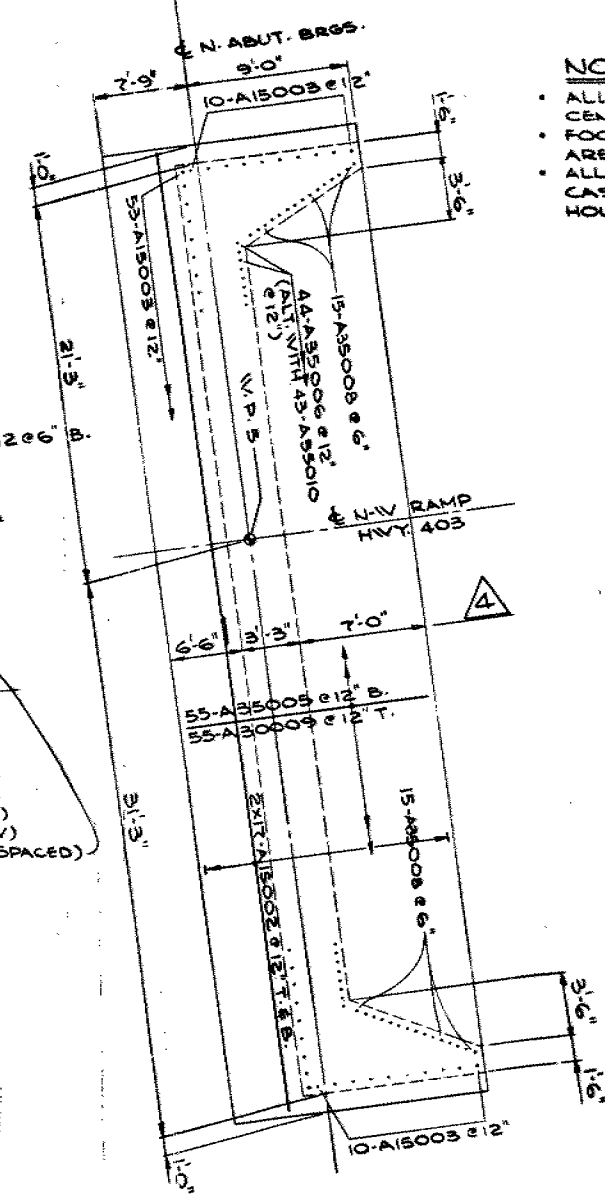 ℄ N. ABUT. BRGS.
7'-9"
9'-0"
10-A15003 @ 12"
1'-6"
3'-6"
1'-0"
53-A15003 @ 12"
21'-3"
15-A35008 @ 6"
44-A35006 @ 12"
(ALT. WITH 43-A35010
@ 12")
W.P. 5
2 @ 6" B.
℄ N-W RAMP
HWY. 403
4
6'-6"
3'-3"
7'-0"
55-A35005 @ 12" B.
55-A30009 @ 12" T.
SPACED)
31'-3"
2x17-A15002 @ 12" T & B.
15-A35008 @ 6"
3'-6"
1'-6"
10-A15003 @ 12"
1'-0"
NO
• ALL
CEN
• FOO
ARE
• ALL
CAS
HOU